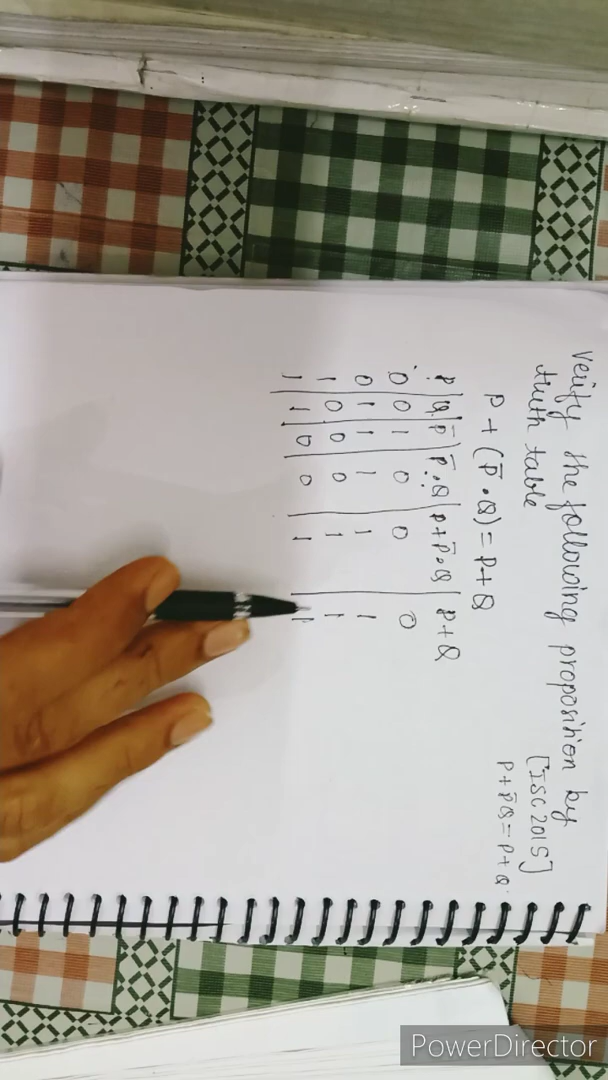 Verify the following proposition by
truth table [ISC 2015]
P + (P̅ • Q) = P + Q
P + P̅Q = P + Q
P | Q | P̅ | P̅ • Q | P + P̅ • Q | P + Q
0 0 1 0 0 0
0 1 1 1 1 1
1 0 0 0 1 1
1 1 0 0 1 1
PowerDirector